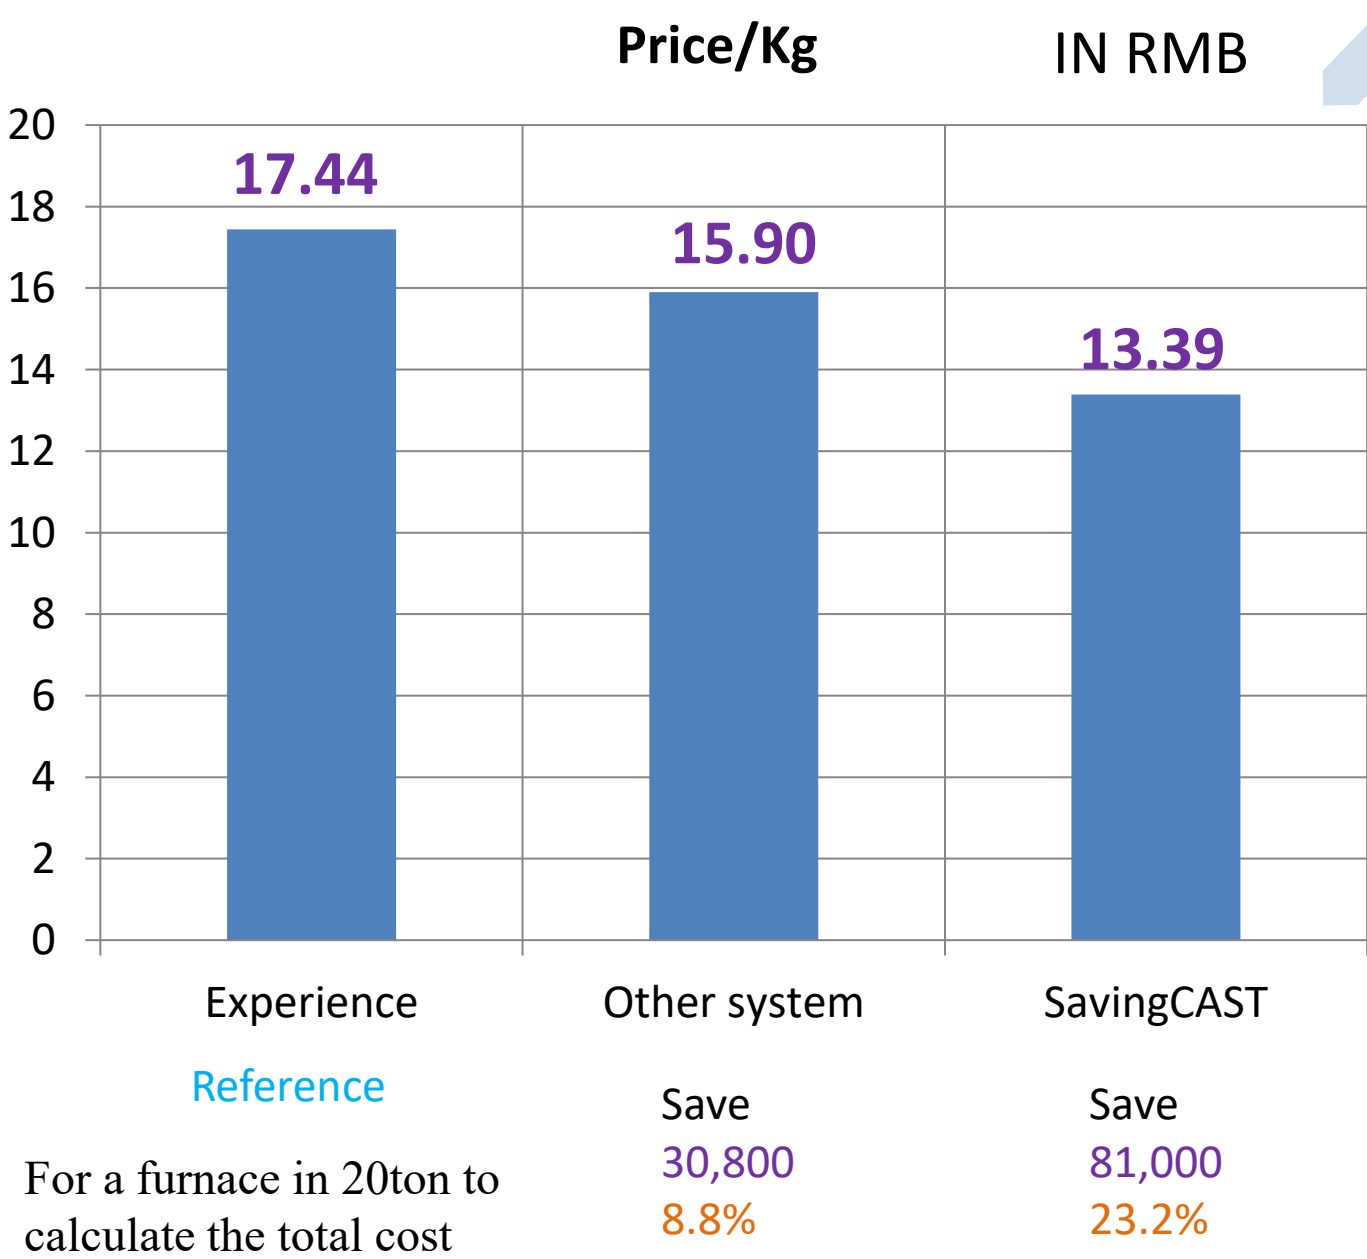 Price/Kg IN RMB
20
18
16
14
12
10
8
6
4
2
0
17.44
15.90
13.39
Experience Other system SavingCAST
Reference
For a furnace in 20ton to
calculate the total cost
Save
30,800
8.8%
Save
81,000
23.2%